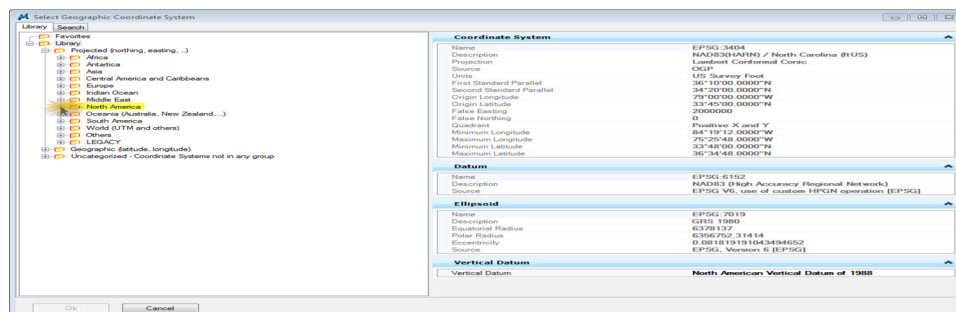 Select Geographic Coordinate System
Library Search
Favorites
Library
Projected (northing, easting, ...)
Africa
Antartica
Asia
Central America and Caribbeans
Europe
Indian Ocean
Middle East
North America
Oceania (Australia, New Zealand,...)
South America
World (UTM and others)
Others
LEGACY
Geographic (latitude, longitude)
Uncategorized - Coordinate Systems not in any group
Coordinate System
Name EPSG:3404
Description NAD83(HARN) / North Carolina (ftUS)
Projection Lambert Conformal Conic
Source OGP
Units US Survey Foot
First Standard Parallel 36°10'00.0000"N
Second Standard Parallel 34°20'00.0000"N
Origin Longitude 79°00'00.0000"W
Origin Latitude 33°45'00.0000"N
False Easting 2000000
False Northing 0
Quadrant Positive X and Y
Minimum Longitude 84°19'12.0000"W
Maximum Longitude 75°25'48.0000"W
Minimum Latitude 33°48'00.0000"N
Maximum Latitude 36°34'48.0000"N
Datum
Name EPSG:6152
Description NAD83 (High Accuracy Regional Network)
Source EPSG V6, use of custom HPGN operation [EPSG]
Ellipsoid
Name EPSG:7019
Description GRS 1980
Equatorial Radius 6378137
Polar Radius 6356752.31414
Eccentricity 0.081819191043494652
Source EPSG, Version 6 [EPSG]
Vertical Datum
Vertical Datum North American Vertical Datum of 1988
Ok Cancel